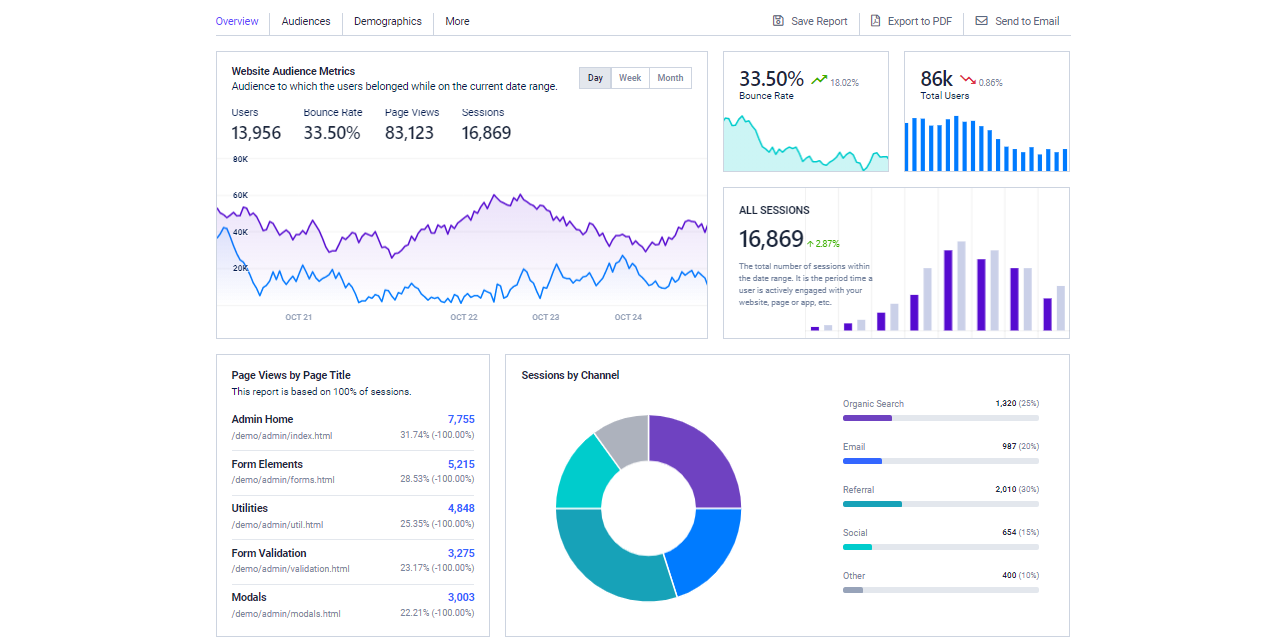 Overview
Audiences
Demographics
More
Save Report
Export to PDF
Send to Email
Website Audience Metrics
Audience to which the users belonged while on the current date range.
Day
Week
Month
Users
13,956
Bounce Rate
33.50%
Page Views
83,123
Sessions
16,869
80K
60K
40K
20K
OCT 21
OCT 22
OCT 23
OCT 24
33.50% 18.02%
Bounce Rate
86k 0.86%
Total Users
ALL SESSIONS
16,869 ↑ 2.87%
The total number of sessions within
the date range. It is the period time a
user is actively engaged with your
website, page or app, etc.
Page Views by Page Title
This report is based on 100% of sessions.
Admin Home 7,755
/demo/admin/index.html 31.74% (-100.00%)
Form Elements 5,215
/demo/admin/forms.html 28.53% (-100.00%)
Utilities 4,848
/demo/admin/util.html 25.35% (-100.00%)
Form Validation 3,275
/demo/admin/validation.html 23.17% (-100.00%)
Modals 3,003
/demo/admin/modals.html 22.21% (-100.00%)
Sessions by Channel
Organic Search 1,320 (25%)
Email 987 (20%)
Referral 2,010 (30%)
Social 654 (15%)
Other 400 (10%)